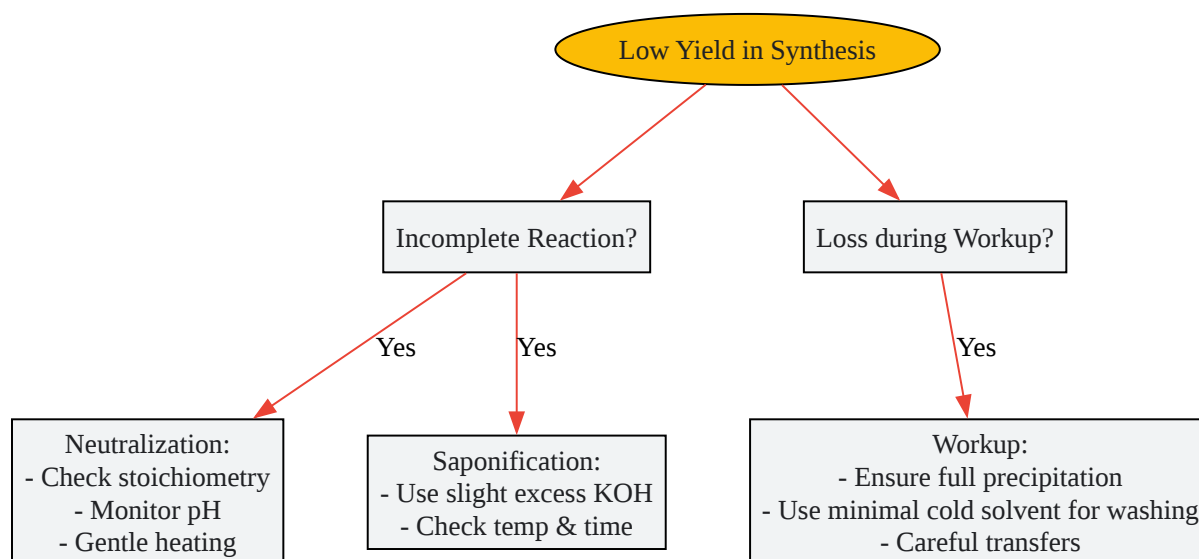 Low Yield in Synthesis
Incomplete Reaction?
Loss during Workup?
Yes
Yes
Yes
Neutralization:
- Check stoichiometry
- Monitor pH
- Gentle heating
Saponification:
- Use slight excess KOH
- Check temp & time
Workup:
- Ensure full precipitation
- Use minimal cold solvent for washing
- Careful transfers